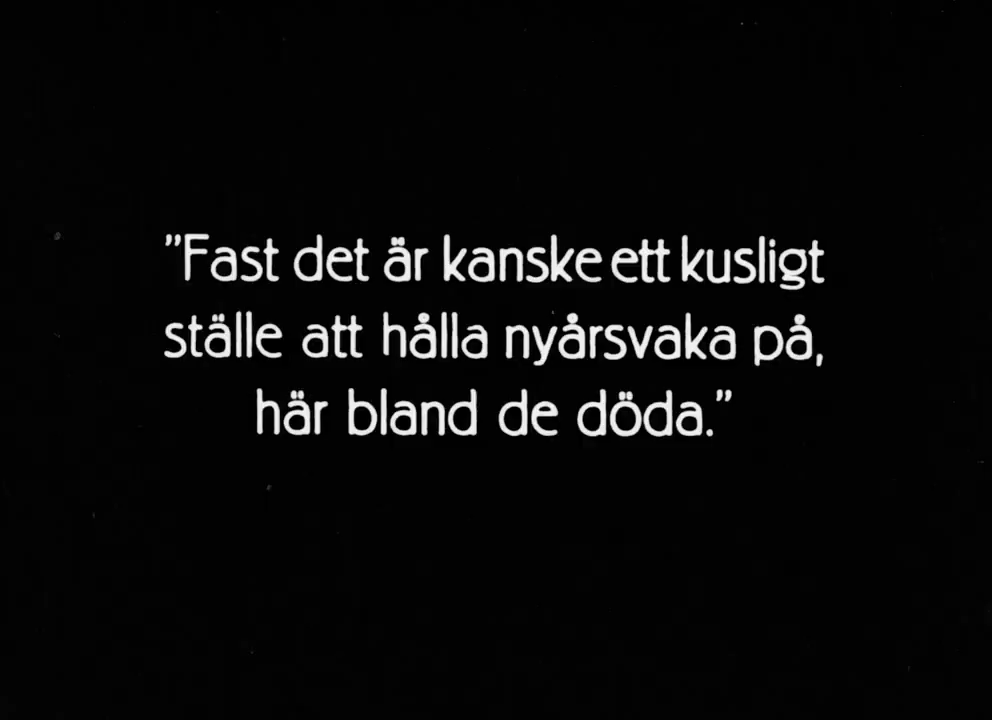 ”Fast det är kanske ett kusligt
ställe att hålla nyårsvaka på,
här bland de döda.”